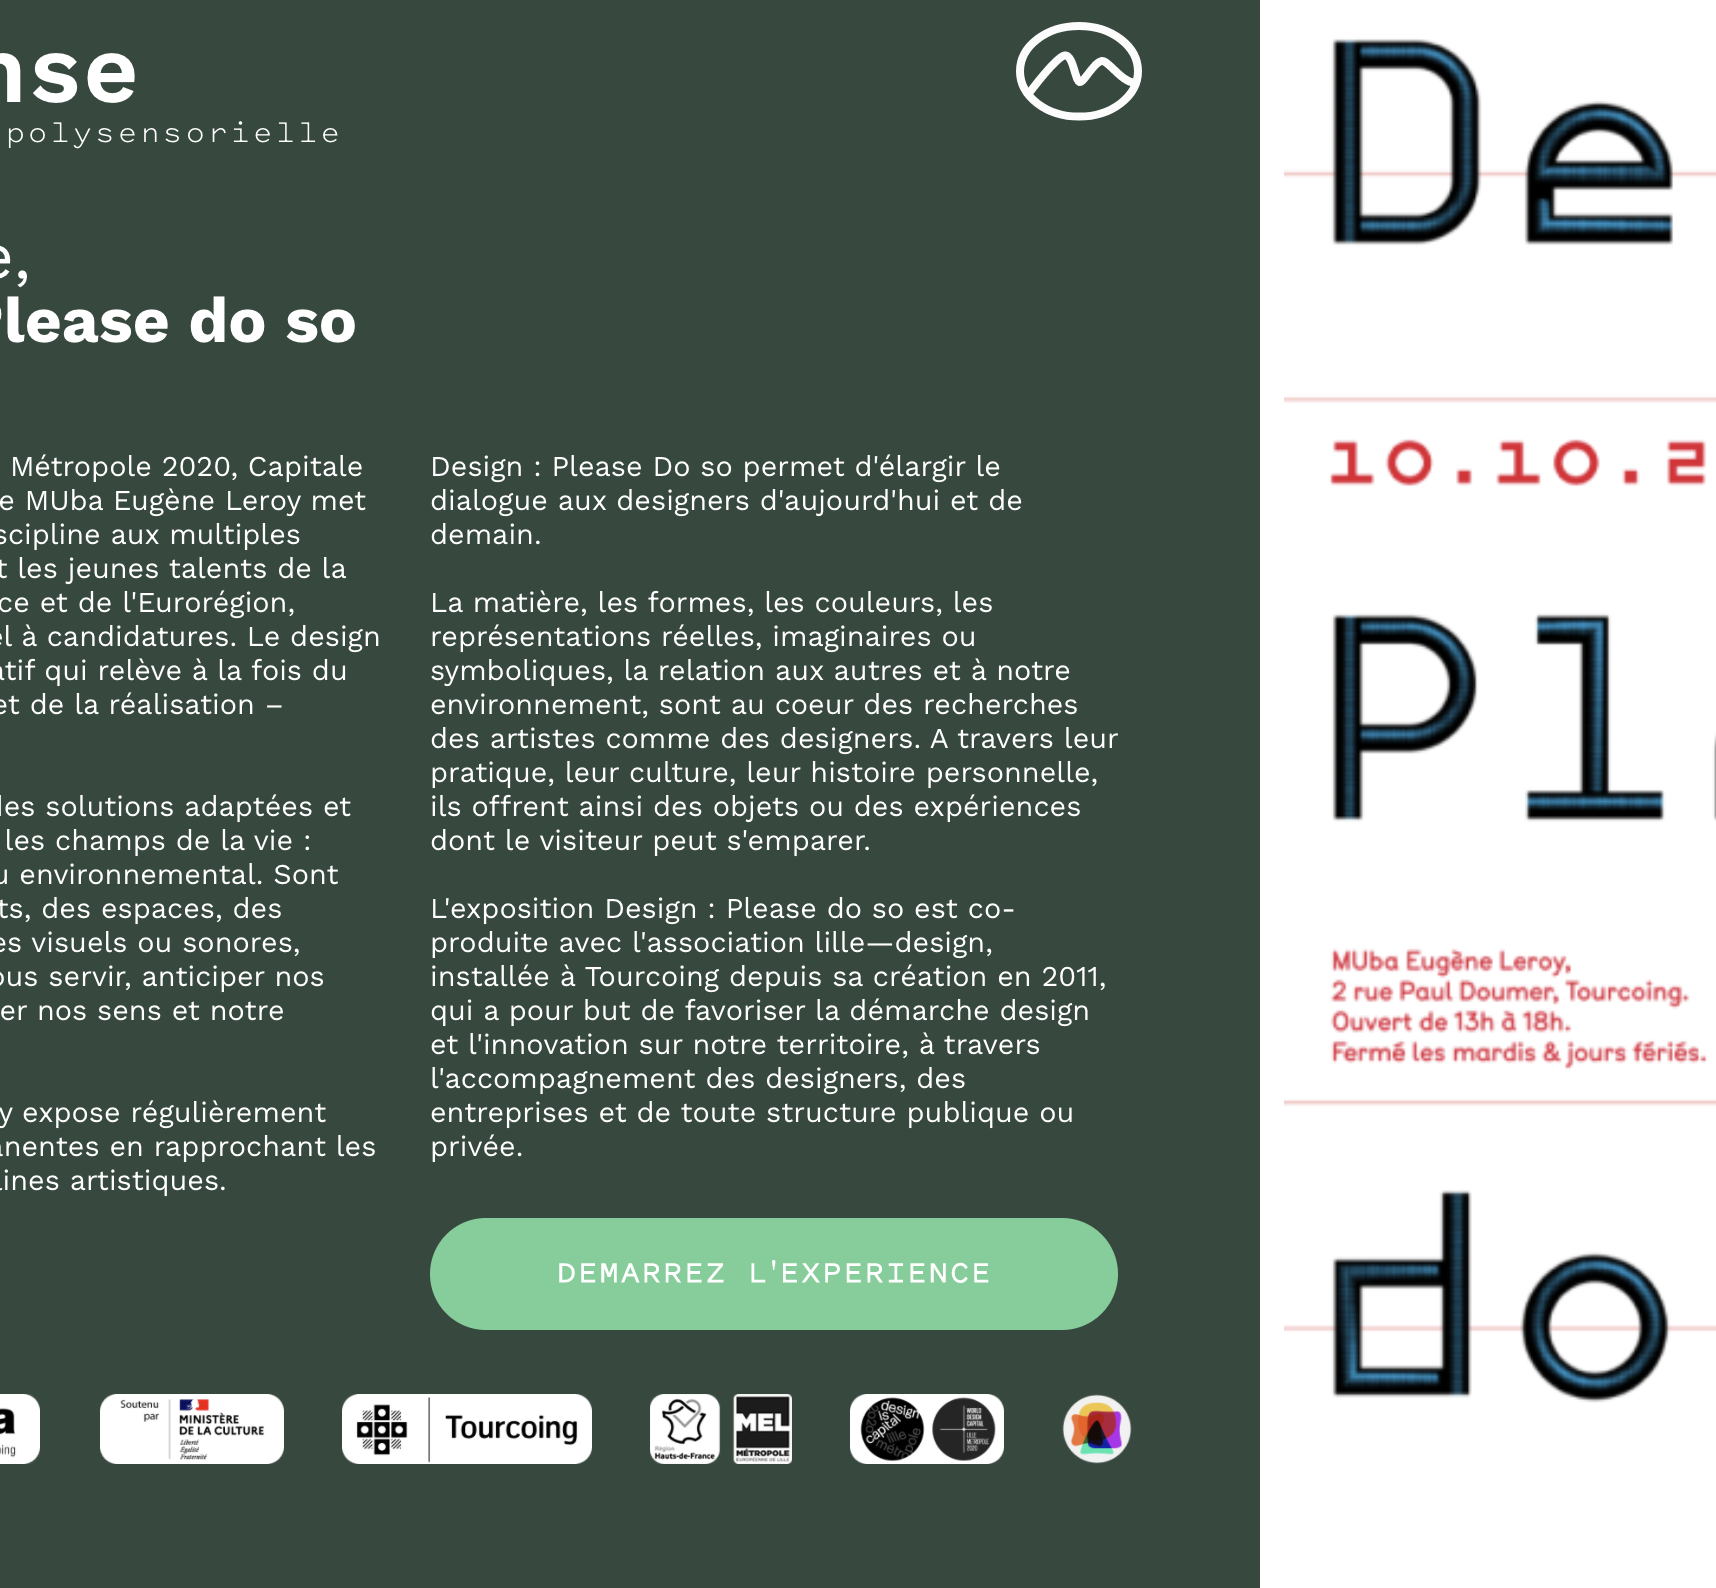 nse
polysensorielle
e,
Please do so
Métropole 2020, Capitale
e MUba Eugène Leroy met
scipline aux multiples
t les jeunes talents de la
ce et de l'Eurorégion,
el à candidatures. Le design
atif qui relève à la fois du
et de la réalisation –
des solutions adaptées et
les champs de la vie :
u environnemental. Sont
ts, des espaces, des
es visuels ou sonores,
ous servir, anticiper nos
er nos sens et notre
y expose régulièrement
anentes en rapprochant les
aines artistiques.
Design : Please Do so permet d'élargir le
dialogue aux designers d'aujourd'hui et de
demain.
La matière, les formes, les couleurs, les
représentations réelles, imaginaires ou
symboliques, la relation aux autres et à notre
environnement, sont au coeur des recherches
des artistes comme des designers. A travers leur
pratique, leur culture, leur histoire personnelle,
ils offrent ainsi des objets ou des expériences
dont le visiteur peut s'emparer.
L'exposition Design : Please do so est co-
produite avec l'association lille—design,
installée à Tourcoing depuis sa création en 2011,
qui a pour but de favoriser la démarche design
et l'innovation sur notre territoire, à travers
l'accompagnement des designers, des
entreprises et de toute structure publique ou
privée.
DEMARREZ L'EXPERIENCE
a
ing
Soutenu
par
MINISTÈRE
DE LA CULTURE
Liberté
Égalité
Fraternité
Tourcoing
Région
Hauts-de-France
MEL
MÉTROPOLE
EUROPÉENNE DE LILLE
design
is
capital
lille
métropole
2020
WORLD
DESIGN
CAPITAL
LILLE
METROPOLE
2020
De
10.10.2
Pl
MUba Eugène Leroy,
2 rue Paul Doumer, Tourcoing.
Ouvert de 13h à 18h.
Fermé les mardis & jours fériés.
do